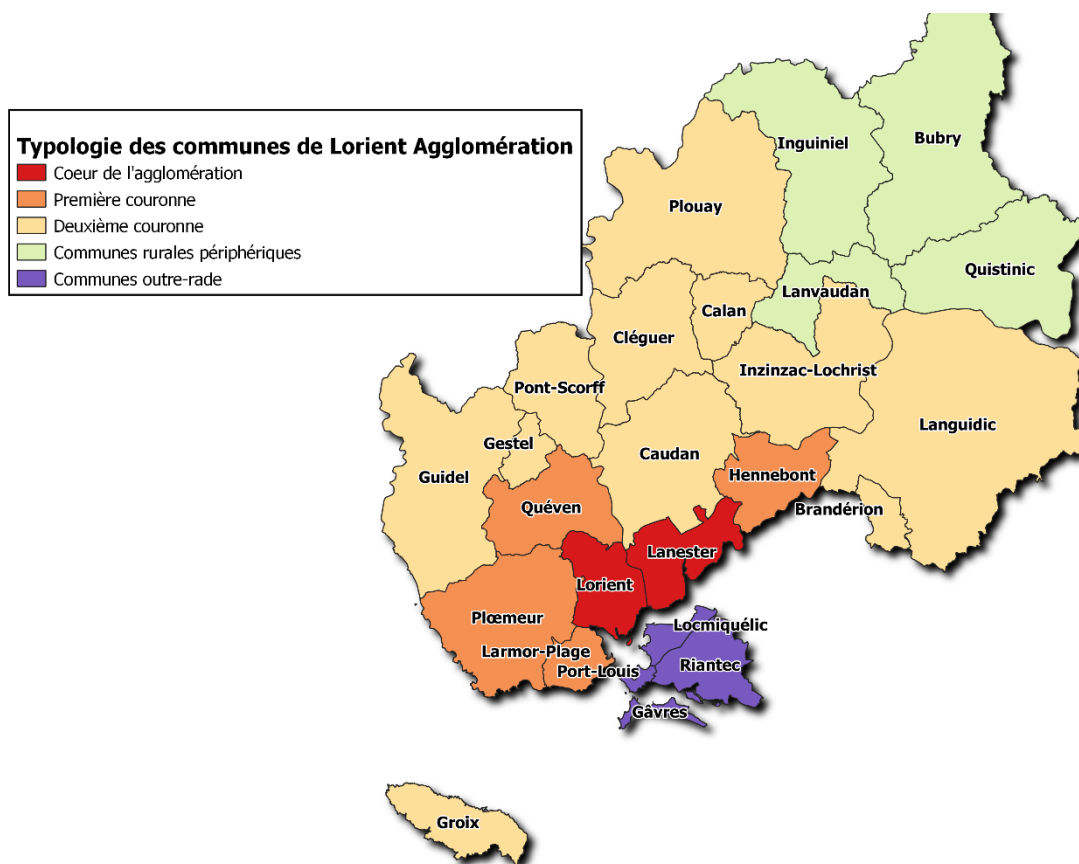 Typologie des communes de Lorient Agglomération
Coeur de l'agglomération
Première couronne
Deuxième couronne
Communes rurales périphériques
Communes outre-rade
Inguiniel
Bubry
Plouay
Quistinic
Lanvaudan
Calan
Cléguer
Inzinzac-Lochrist
Pont-Scorff
Languidic
Gestel
Caudan
Guidel
Hennebont
Quéven
Brandérion
Lanester
Lorient
Plœmeur
Locmiquélic
Larmor-Plage
Port-Louis
Riantec
Gâvres
Groix